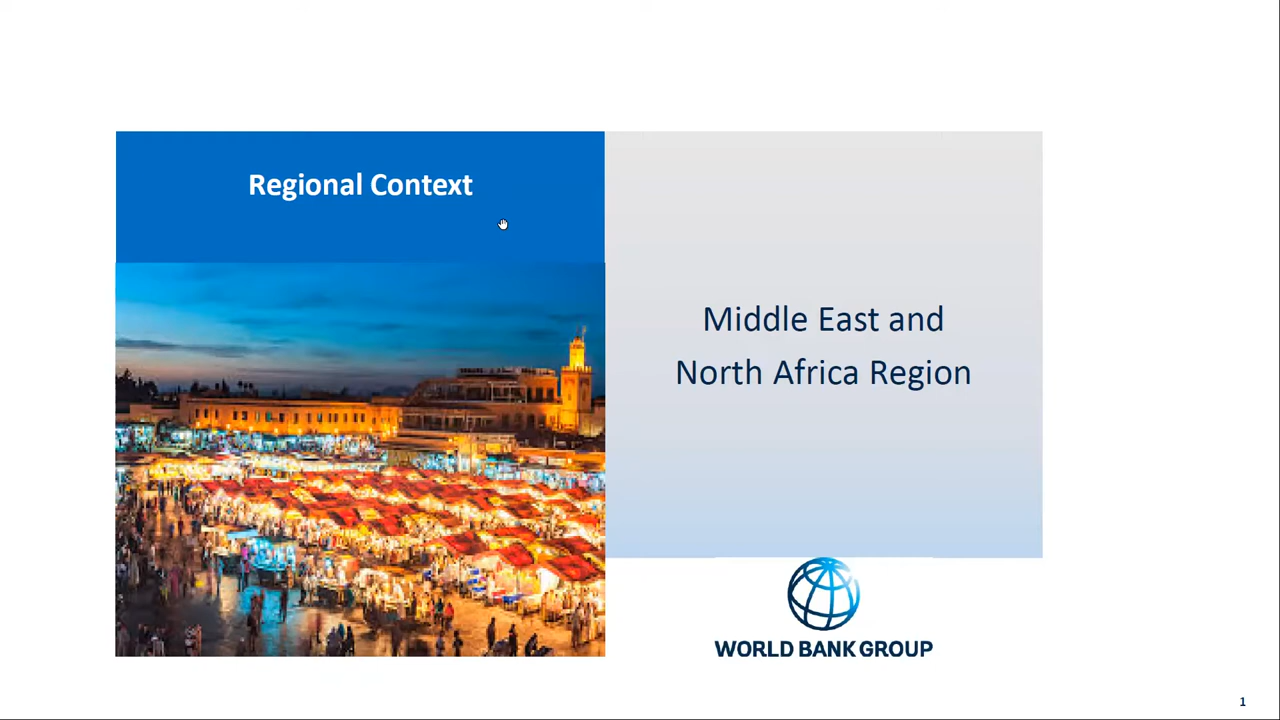 Regional Context
Middle East and
North Africa Region
WORLD BANK GROUP
1